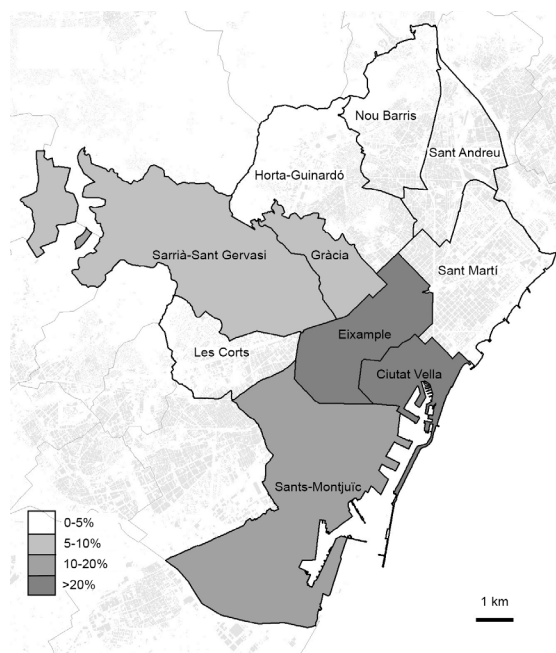 Nou Barris
Sant Andreu
Horta-Guinardó
Sarrià-Sant Gervasi
Gràcia
Sant Martí
Eixample
Les Corts
Ciutat Vella
Sants-Montjuïc
0-5%
5-10%
10-20%
>20%
1 km